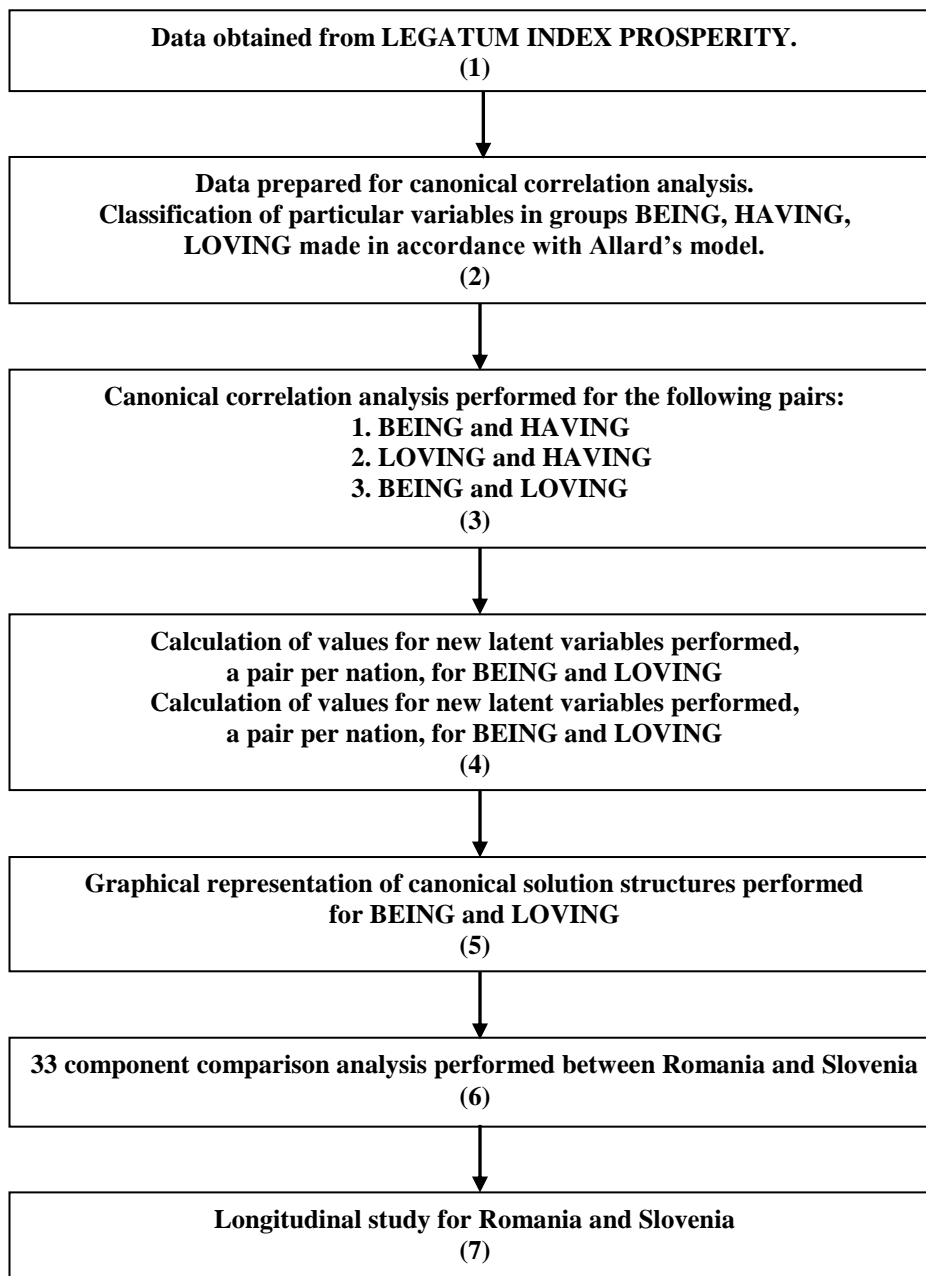 Data obtained from LEGATUM INDEX PROSPERITY.
(1)
Data prepared for canonical correlation analysis.
Classification of particular variables in groups BEING, HAVING,
LOVING made in accordance with Allard’s model.
(2)
Canonical correlation analysis performed for the following pairs:
1. BEING and HAVING
2. LOVING and HAVING
3. BEING and LOVING
(3)
Calculation of values for new latent variables performed,
a pair per nation, for BEING and LOVING
Calculation of values for new latent variables performed,
a pair per nation, for BEING and LOVING
(4)
Graphical representation of canonical solution structures performed
for BEING and LOVING
(5)
33 component comparison analysis performed between Romania and Slovenia
(6)
Longitudinal study for Romania and Slovenia
(7)